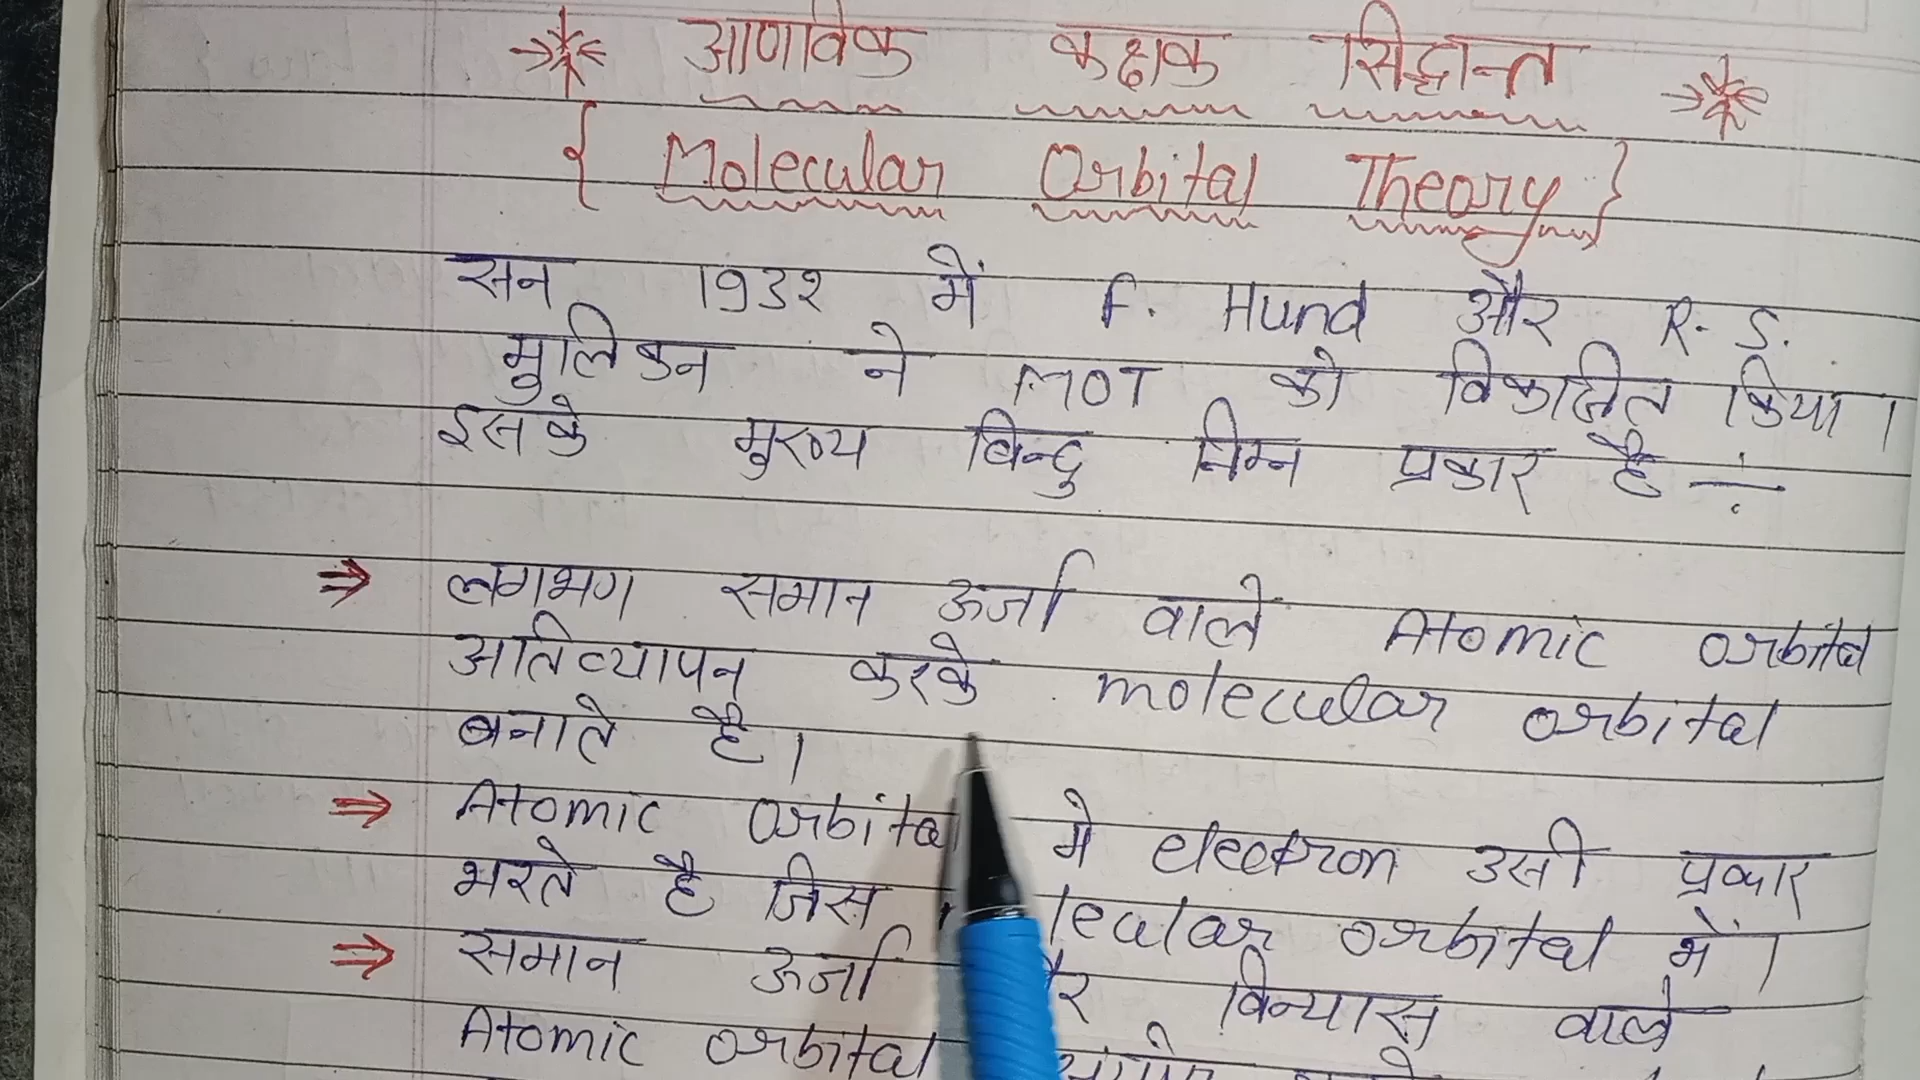 आणविक कक्षक सिद्धान्त
{ Molecular Orbital Theory }
सन 1932 में F. Hund और R. S.
मुलिकन ने MOT को विकसित किया।
इसके मुख्य बिन्दु निम्न प्रकार है -
⇒ लगभग समान ऊर्जा वाले Atomic orbital
अतिव्यापन करके molecular orbital
बनाते है।
⇒ Atomic orbital मे electron उसी प्रकार
भरते है जिस lecular orbital में।
⇒ समान ऊर्जा विन्यास वाले
Atomic orbital